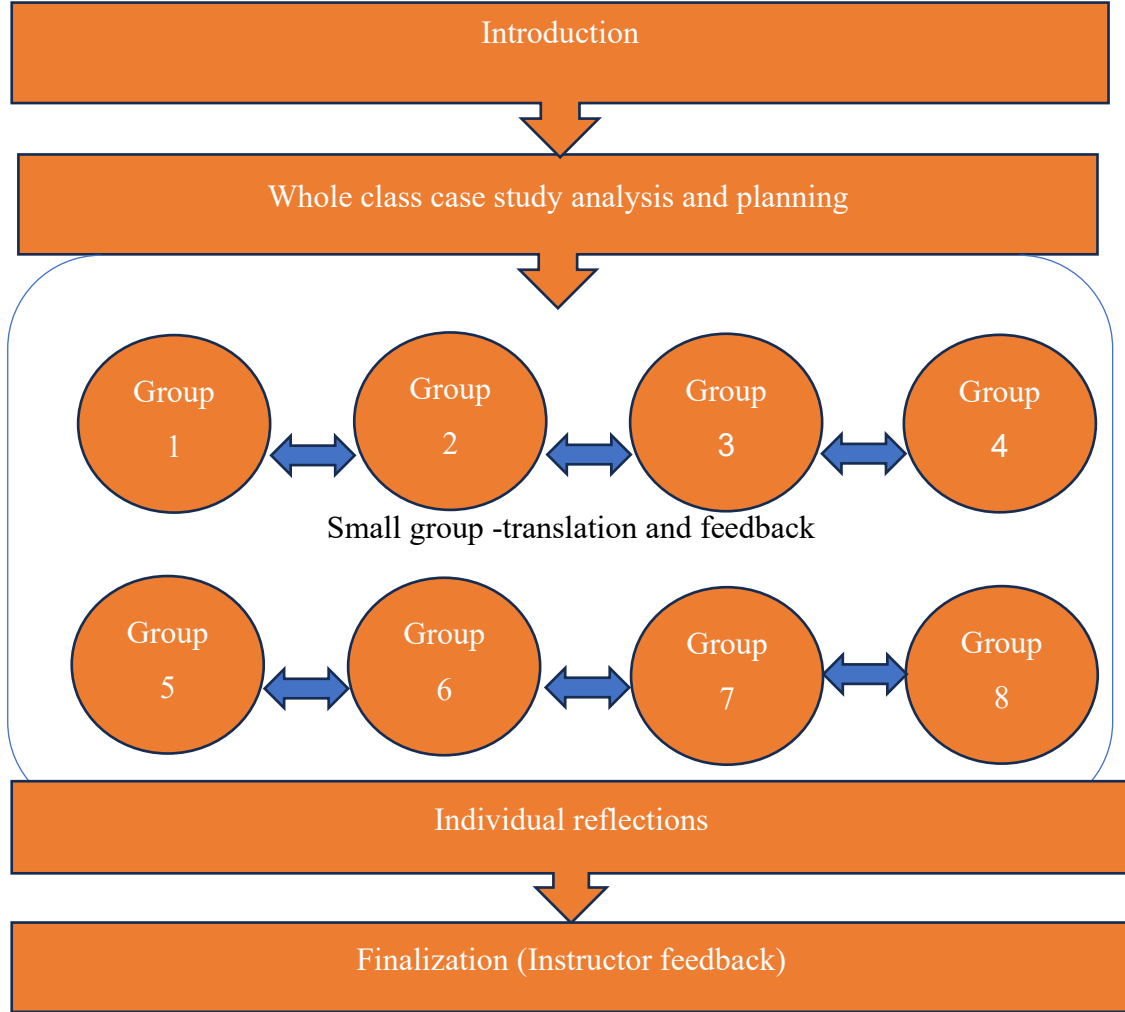 Introduction
Whole class case study analysis and planning
Group
1
Group
2
Group
3
Group
4
Small group -translation and feedback
Group
5
Group
6
Group
7
Group
8
Individual reflections
Finalization (Instructor feedback)